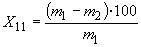 X₁₁ = (m₁ − m₂)·100 / m₁